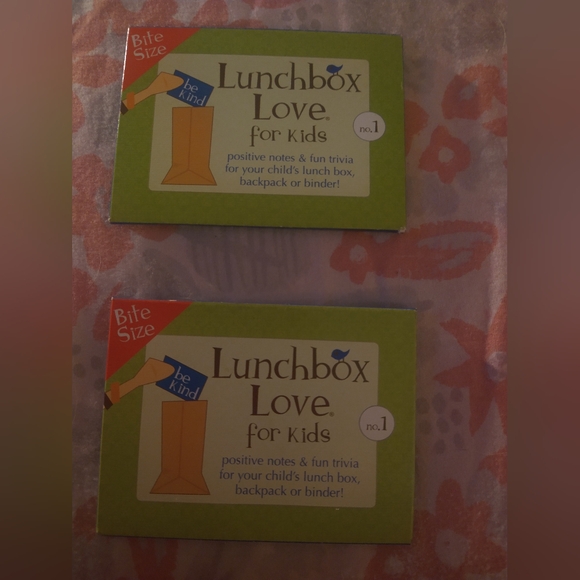 Bite
Size
be
kind
Lunchbox
Love®
for Kids
no.1
positive notes & fun trivia
for your child's lunch box,
backpack or binder!
Bite
Size
be
kind
Lunchbox
Love®
for Kids
no.1
positive notes & fun trivia
for your child's lunch box,
backpack or binder!